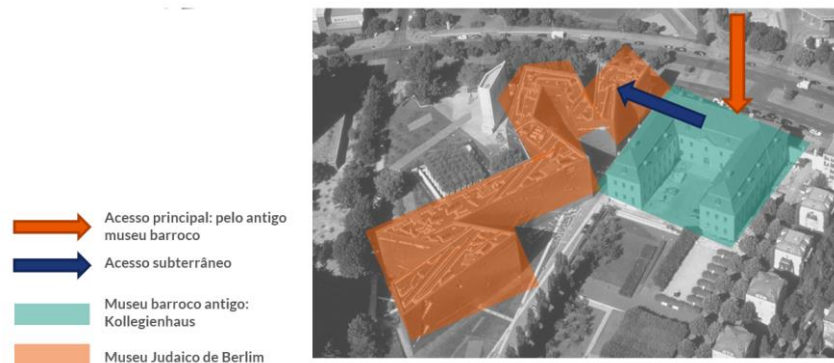 Acesso principal: pelo antigo
museu barroco
Acesso subterrâneo
Museu barroco antigo:
Kollegienhaus
Museu Judaico de Berlim